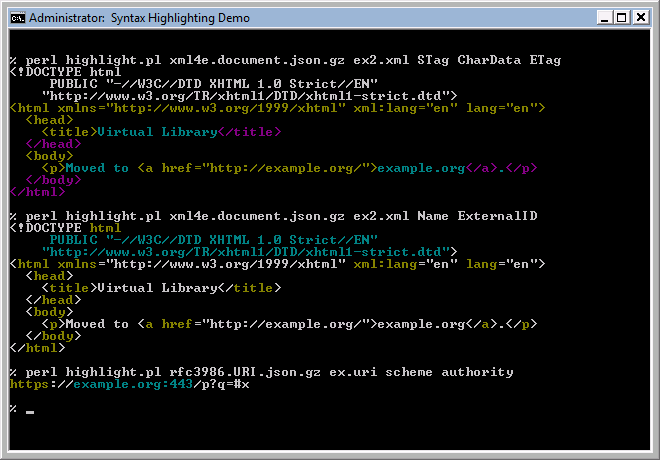 Administrator: Syntax Highlighting Demo
% perl highlight.pl xml4e.document.json.gz ex2.xml STag CharData ETag
<!DOCTYPE html
     PUBLIC "-//W3C//DTD XHTML 1.0 Strict//EN"
    "http://www.w3.org/TR/xhtml1/DTD/xhtml1-strict.dtd">
<html xmlns="http://www.w3.org/1999/xhtml" xml:lang="en" lang="en">
  <head>
    <title>Virtual Library</title>
  </head>
  <body>
    <p>Moved to <a href="http://example.org/">example.org</a>.</p>
  </body>
</html>
% perl highlight.pl xml4e.document.json.gz ex2.xml Name ExternalID
<!DOCTYPE html
     PUBLIC "-//W3C//DTD XHTML 1.0 Strict//EN"
    "http://www.w3.org/TR/xhtml1/DTD/xhtml1-strict.dtd">
<html xmlns="http://www.w3.org/1999/xhtml" xml:lang="en" lang="en">
  <head>
    <title>Virtual Library</title>
  </head>
  <body>
    <p>Moved to <a href="http://example.org/">example.org</a>.</p>
  </body>
</html>
% perl highlight.pl rfc3986.URI.json.gz ex.uri scheme authority
https://example.org:443/p?q=#x
% _